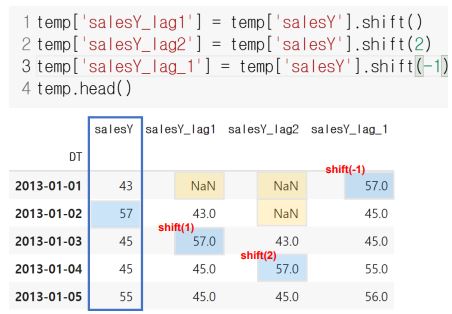 1 temp['salesY_lag1'] = temp['salesY'].shift()
2 temp['salesY_lag2'] = temp['salesY'].shift(2)
3 temp['salesY_lag_1'] = temp['salesY'].shift(-1)
4 temp.head()
salesY salesY_lag1 salesY_lag2 salesY_lag_1
DT
shift(-1)
2013-01-01 43 NaN NaN 57.0
2013-01-02 57 43.0 NaN 45.0
shift(1)
2013-01-03 45 57.0 43.0 45.0
shift(2)
2013-01-04 45 45.0 57.0 55.0
2013-01-05 55 45.0 45.0 56.0